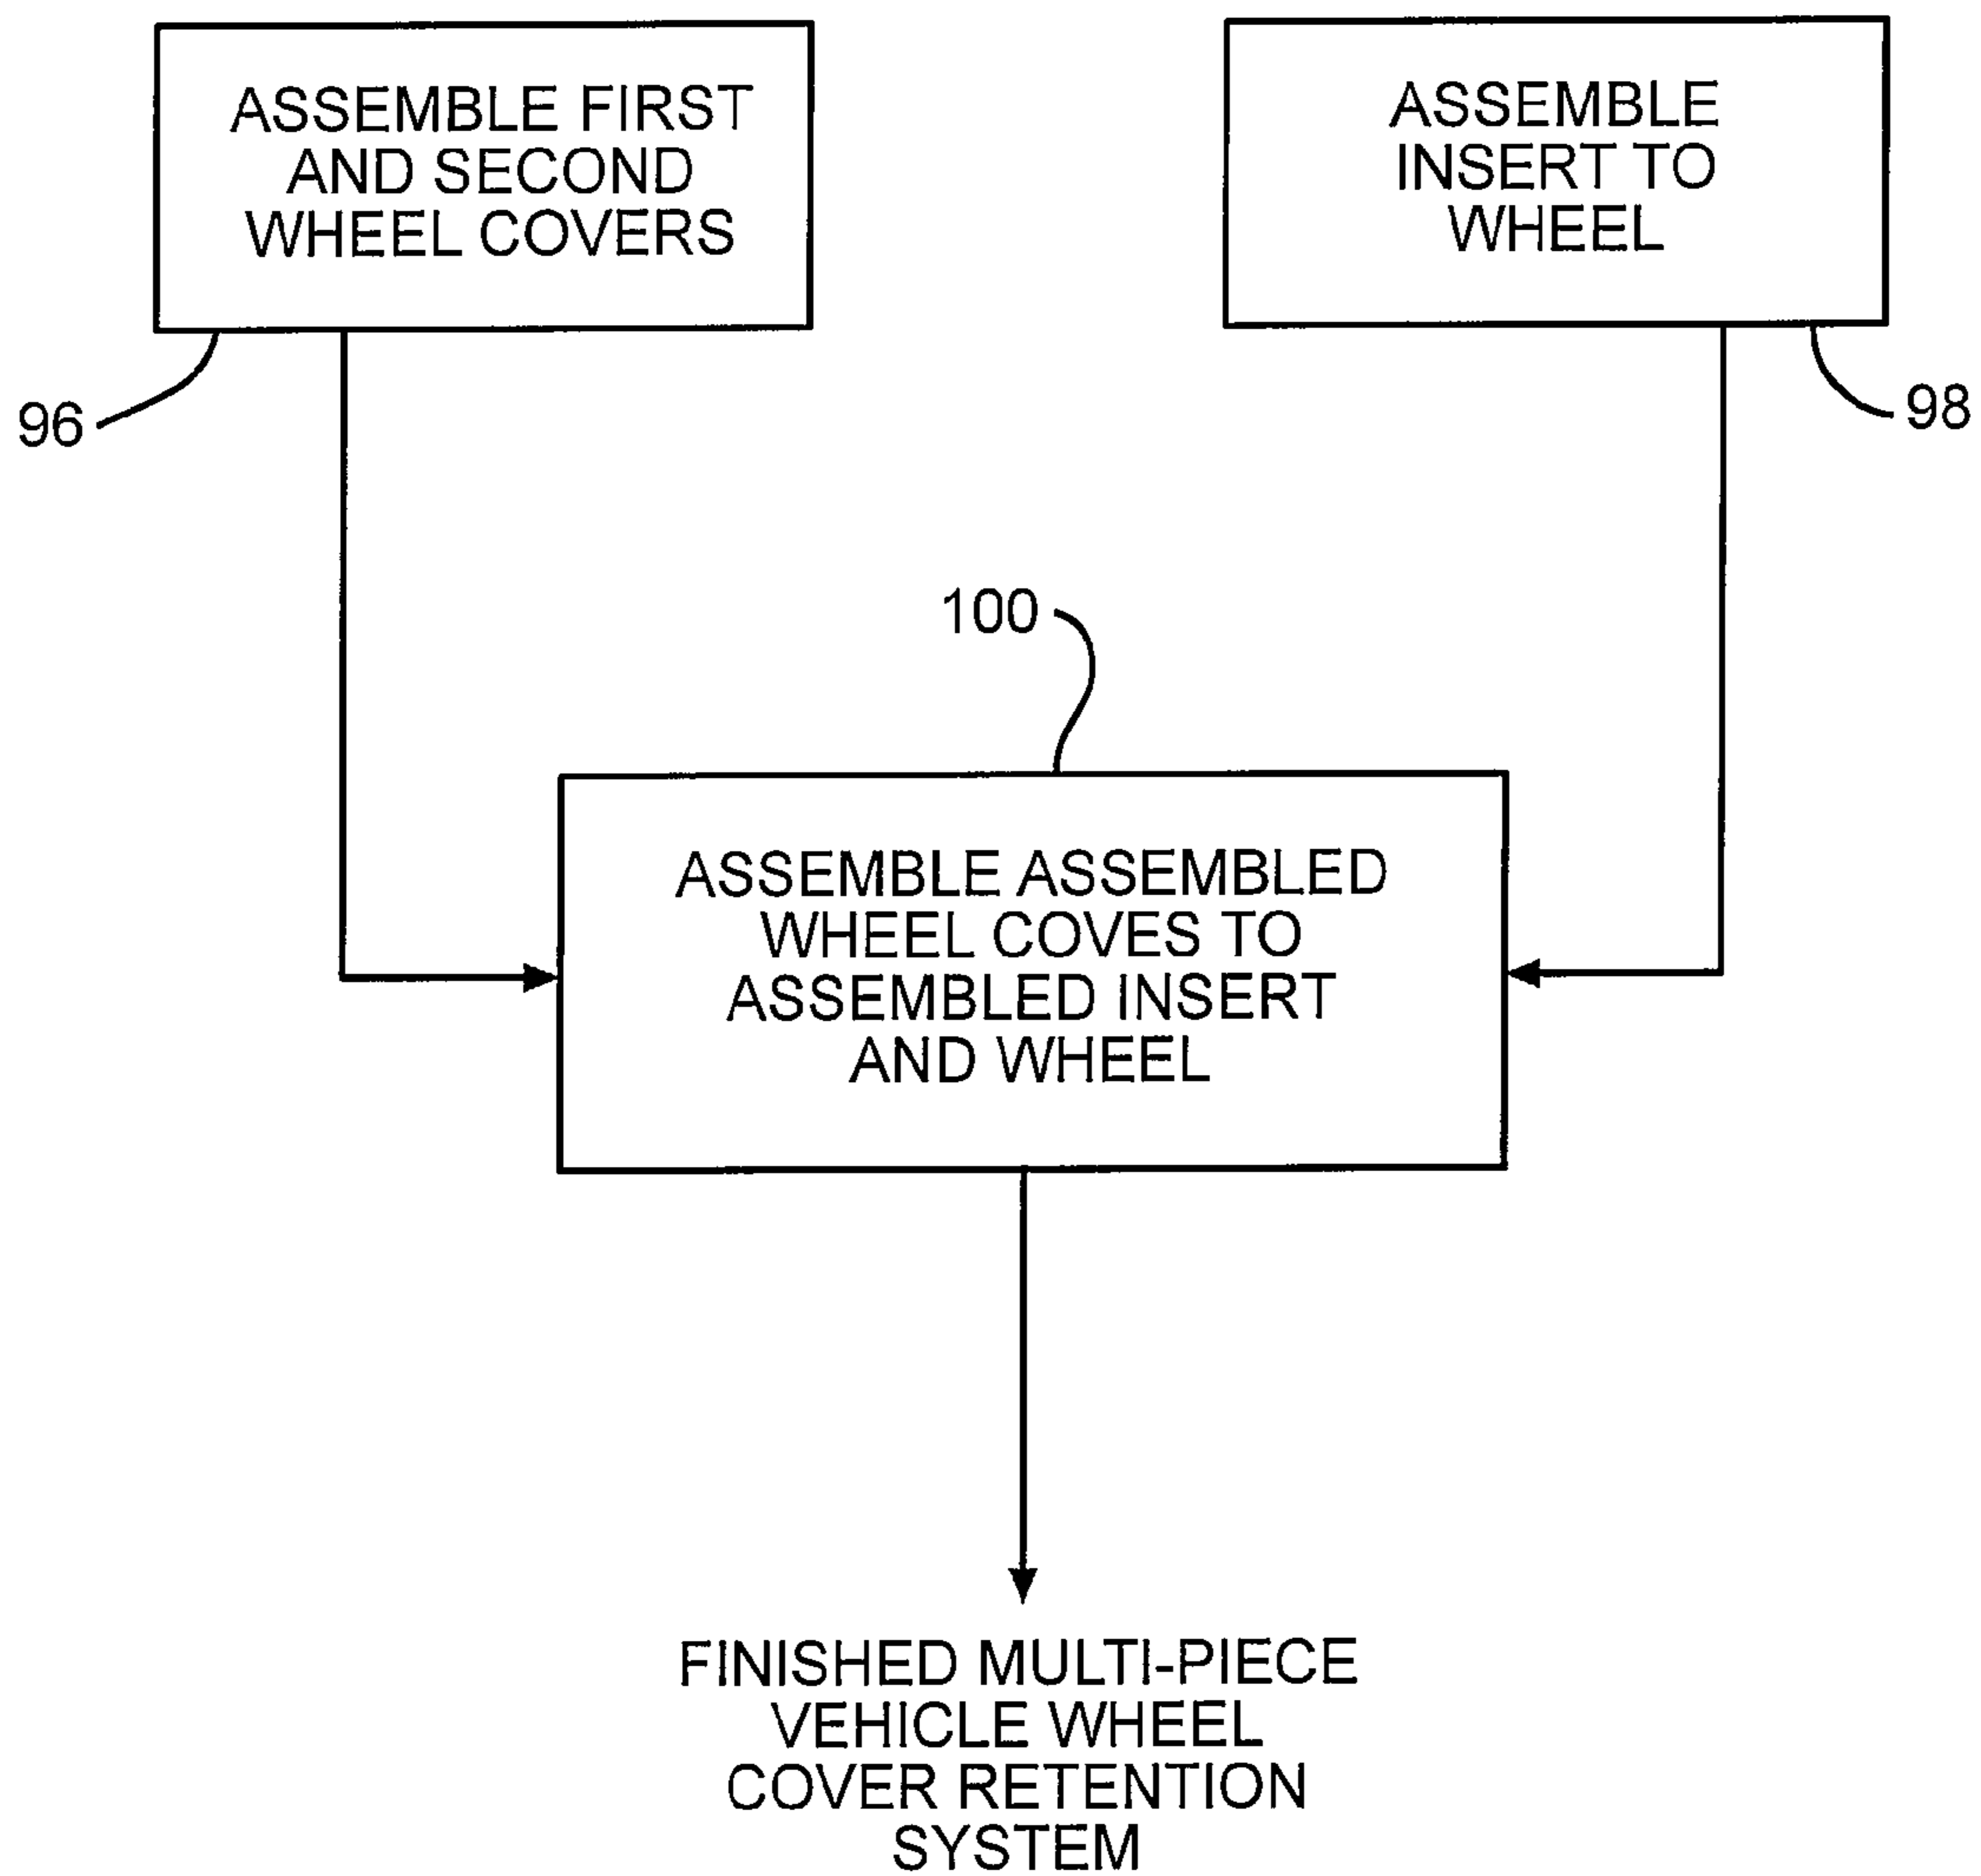 ASSEMBLE FIRST
AND SECOND
WHEEL COVERS
ASSEMBLE
INSERT TO
WHEEL
96
98
100
ASSEMBLE ASSEMBLED
WHEEL COVES TO
ASSEMBLED INSERT
AND WHEEL
FINISHED MULTI-PIECE
VEHICLE WHEEL
COVER RETENTION
SYSTEM